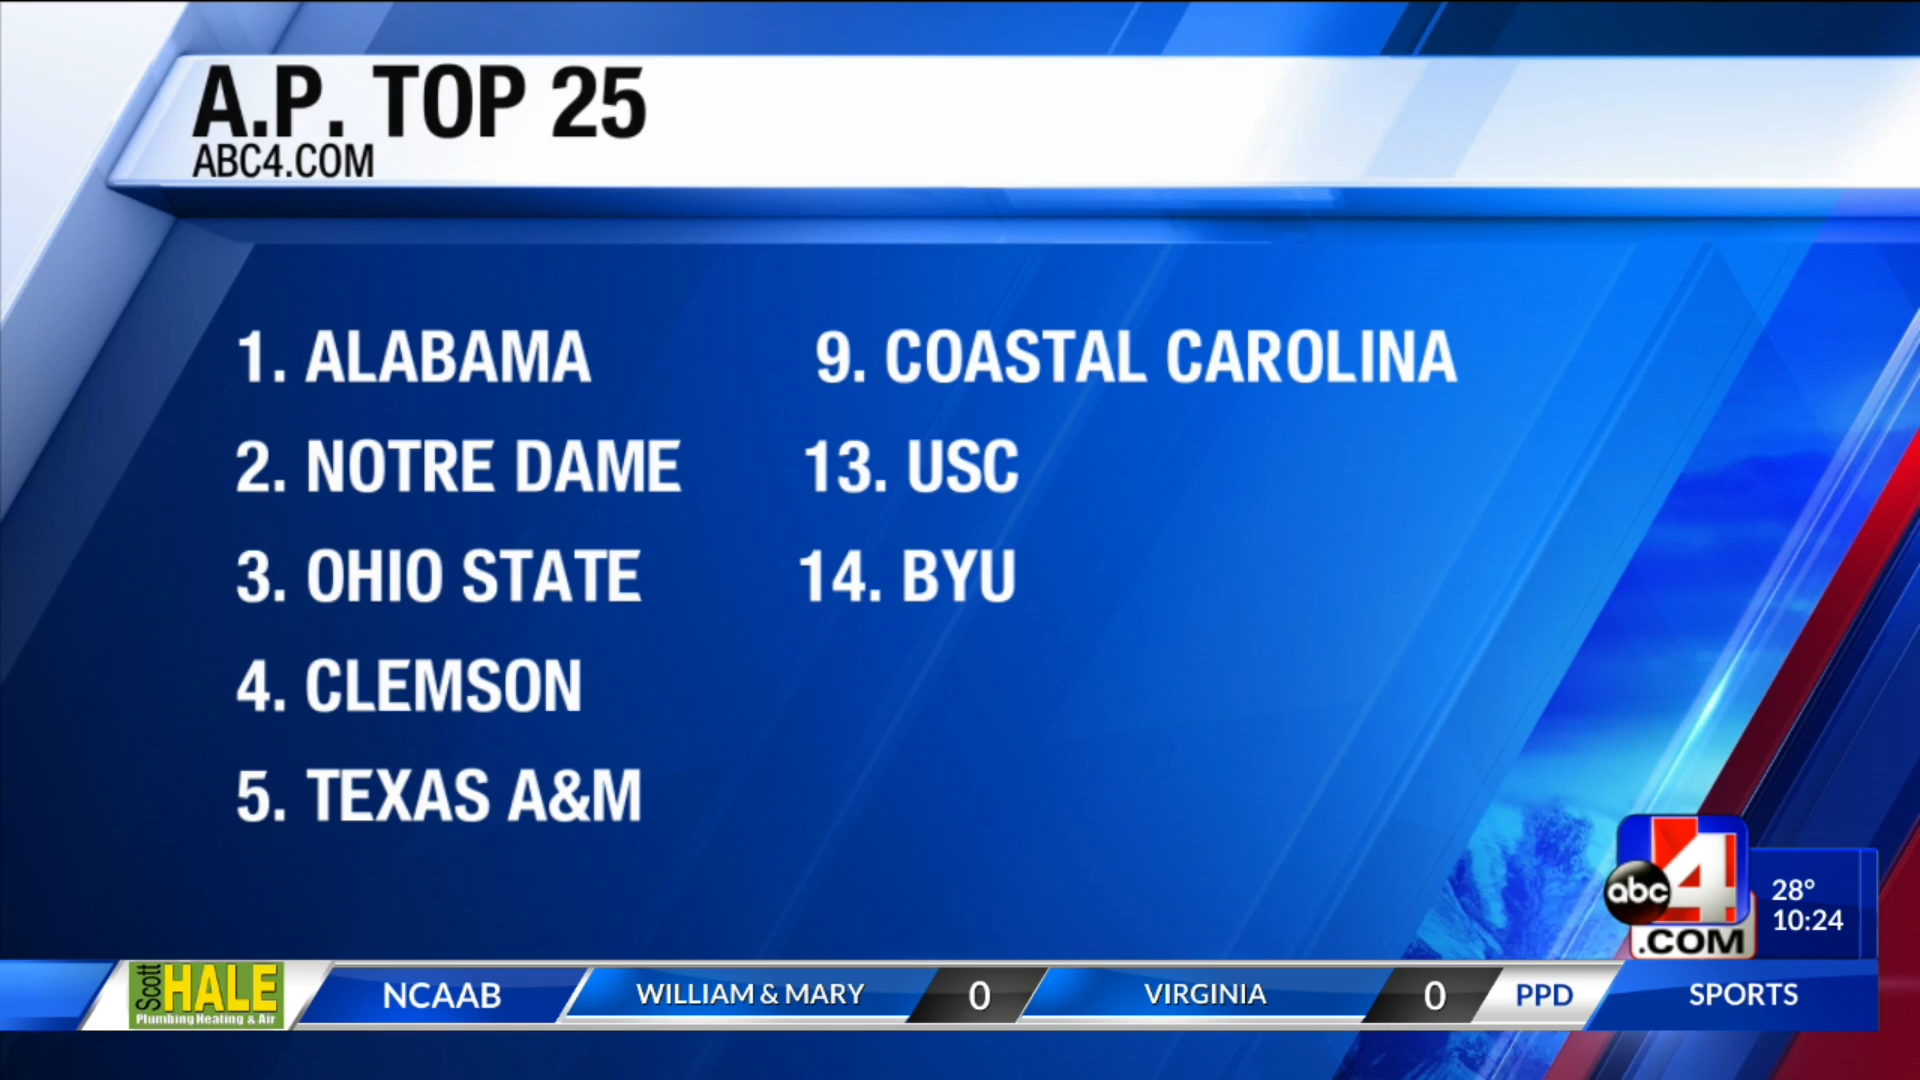 A.P. TOP 25
ABC4.COM
1. ALABAMA
2. NOTRE DAME
3. OHIO STATE
4. CLEMSON
5. TEXAS A&M
9. COASTAL CAROLINA
13. USC
14. BYU
abc 4
.COM
28°
10:24
Scott HALE
Plumbing Heating & Air
NCAAB WILLIAM & MARY 0 VIRGINIA 0 PPD SPORTS